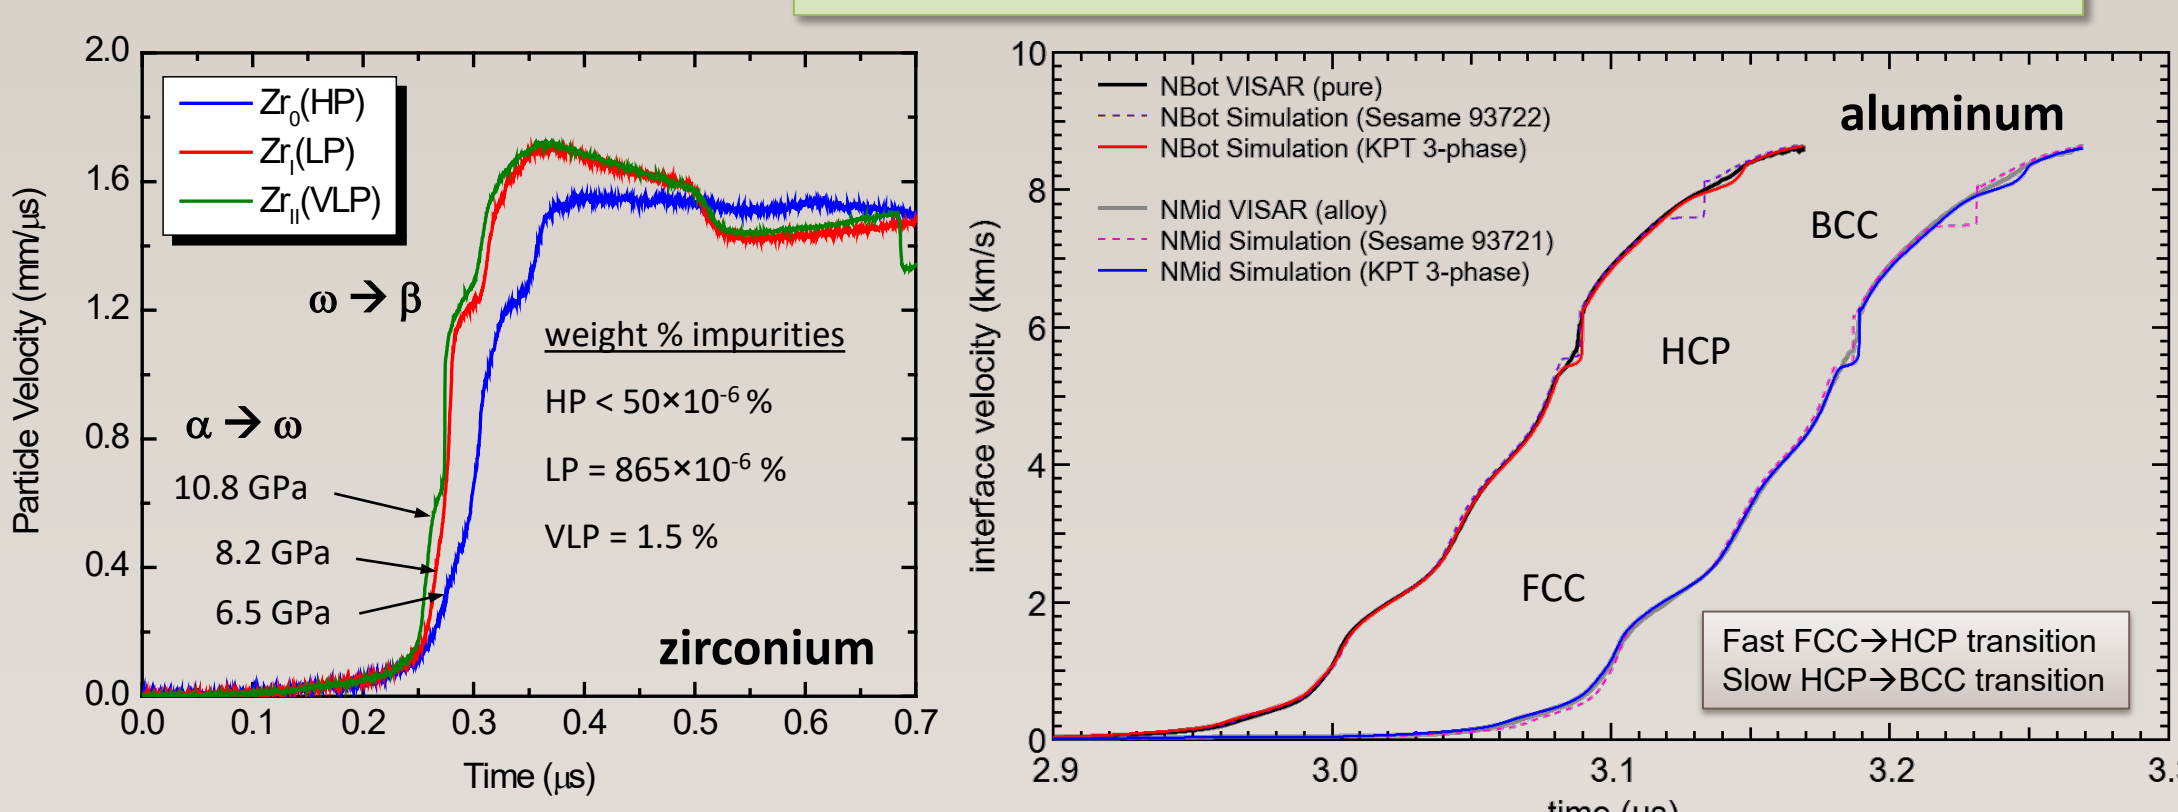 2.0
1.6
1.2
0.8
0.4
0.0
Particle Velocity (mm/µs)
Zr0(HP)
ZrI(LP)
ZrII(VLP)
ω → β
α → ω
10.8 GPa
8.2 GPa
6.5 GPa
weight % impurities
HP < 50×10-6 %
LP = 865×10-6 %
VLP = 1.5 %
zirconium
0.0 0.1 0.2 0.3 0.4 0.5 0.6 0.7
Time (µs)
10
8
6
4
2
0
interface velocity (km/s)
NBot VISAR (pure)
NBot Simulation (Sesame 93722)
NBot Simulation (KPT 3-phase)
NMid VISAR (alloy)
NMid Simulation (Sesame 93721)
NMid Simulation (KPT 3-phase)
aluminum
BCC
HCP
FCC
Fast FCC→HCP transition
Slow HCP→BCC transition
2.9 3.0 3.1 3.2
time (µs)